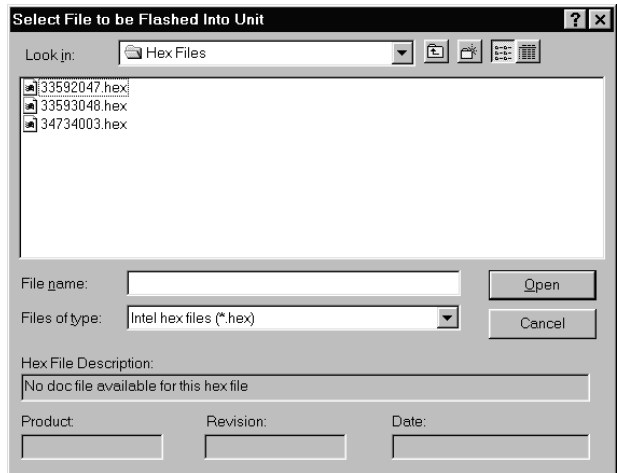 Select File to be Flashed Into Unit
Look in: Hex Files
33592047.hex
33593048.hex
34734003.hex
File name:
Open
Files of type: Intel hex files (*.hex)
Cancel
Hex File Description:
No doc file available for this hex file
Product: Revision: Date: